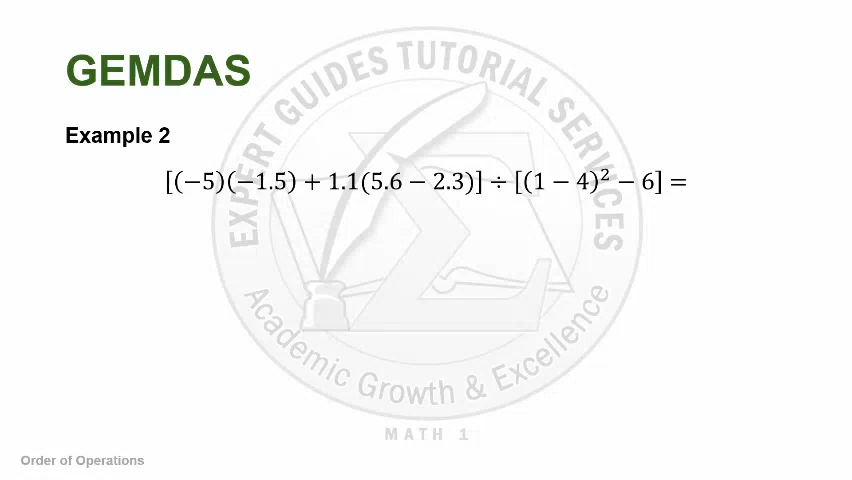 GEMDAS
Example 2
[(−5)(−1.5) + 1.1(5.6 − 2.3)] ÷ [(1 − 4)² − 6] =
EXPERT GUIDES TUTORIAL SERVICES
Academic Growth & Excellence
MATH 1
Order of Operations